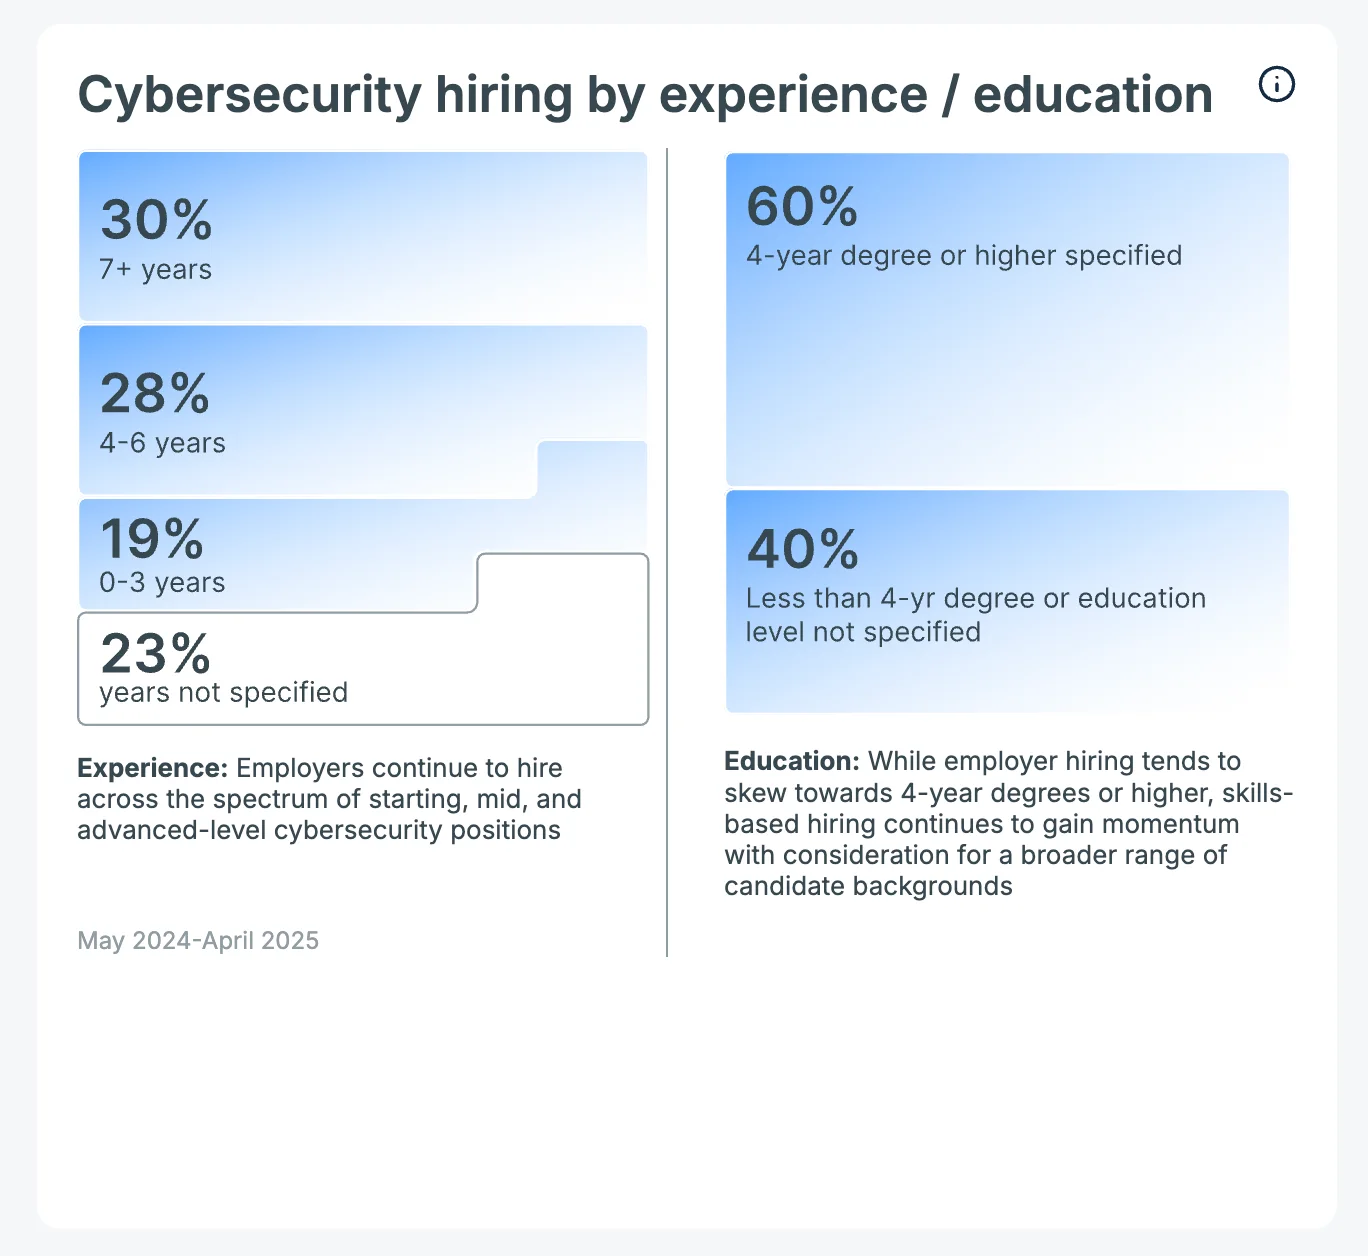 Cybersecurity hiring by experience / education
30%
7+ years
28%
4-6 years
19%
0-3 years
23%
years not specified
Experience: Employers continue to hire
across the spectrum of starting, mid, and
advanced-level cybersecurity positions
May 2024-April 2025
60%
4-year degree or higher specified
40%
Less than 4-yr degree or education
level not specified
Education: While employer hiring tends to
skew towards 4-year degrees or higher, skills-
based hiring continues to gain momentum
with consideration for a broader range of
candidate backgrounds